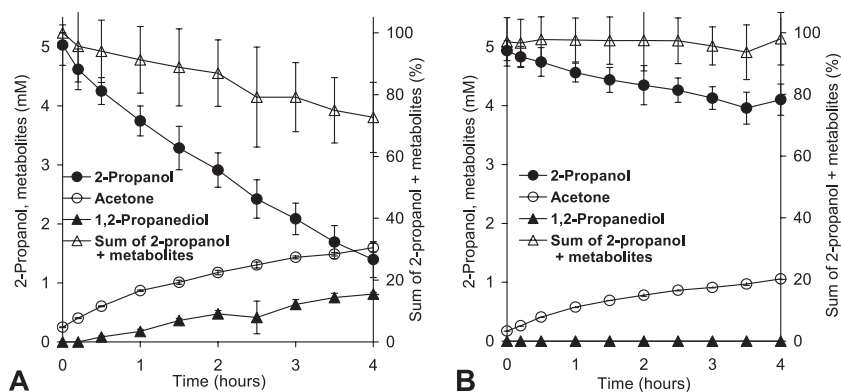 2-Propanol, metabolites (mM)
5
4
3
2
1
0
2-Propanol
Acetone
1,2-Propanediol
Sum of 2-propanol
+ metabolites
0 1 2 3 4
Time (hours)
A
100
80
60
40
20
0
Sum of 2-propanol + metabolites (%)
2-Propanol, metabolites (mM)
5
4
3
2
1
0
2-Propanol
Acetone
1,2-Propanediol
Sum of 2-propanol
+ metabolites
0 1 2 3 4
Time (hours)
B
100
80
60
40
20
0
Sum of 2-propanol + metabolites (%)